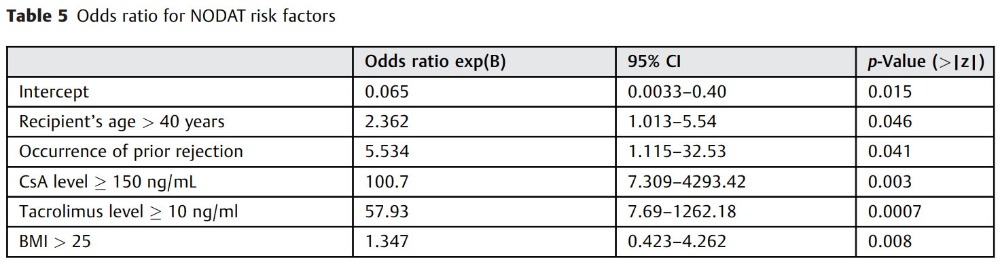 Table 5 Odds ratio for NODAT risk factors
Odds ratio exp(B) 95% CI p-Value (>|z|)
Intercept 0.065 0.0033–0.40 0.015
Recipient's age > 40 years 2.362 1.013–5.54 0.046
Occurrence of prior rejection 5.534 1.115–32.53 0.041
CsA level ≥ 150 ng/mL 100.7 7.309–4293.42 0.003
Tacrolimus level ≥ 10 ng/ml 57.93 7.69–1262.18 0.0007
BMI > 25 1.347 0.423–4.262 0.008